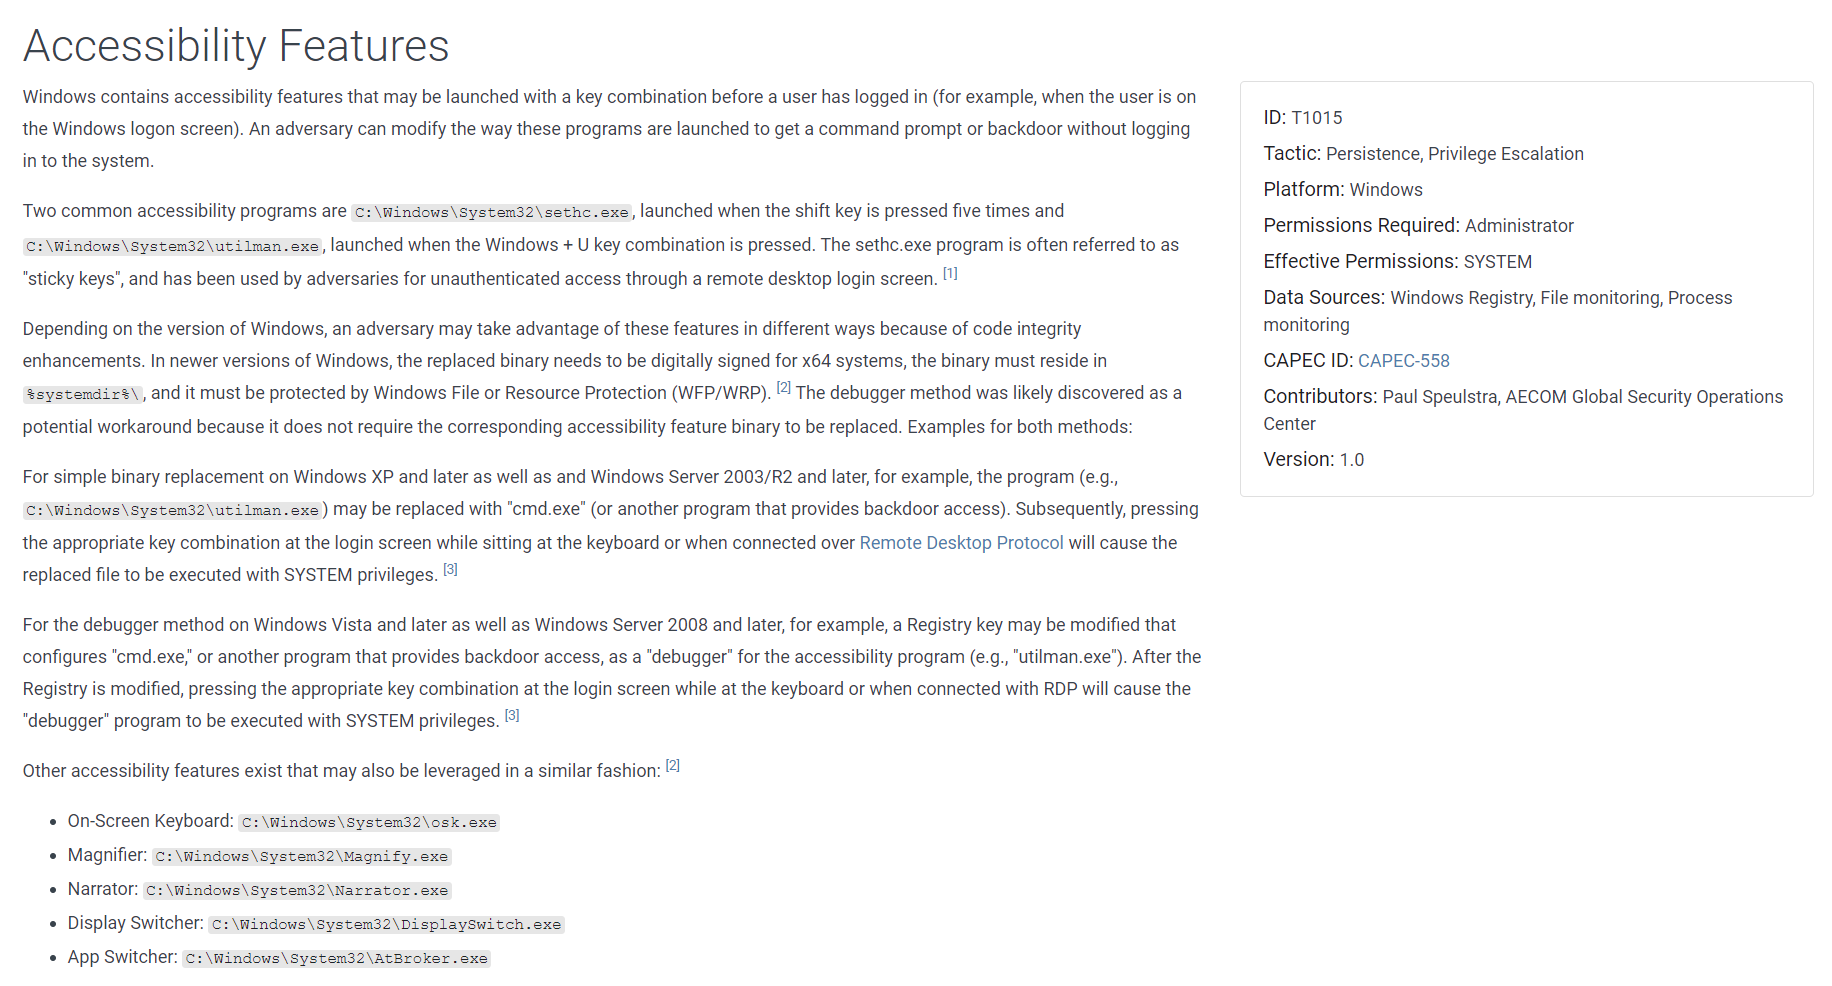 Accessibility Features
Windows contains accessibility features that may be launched with a key combination before a user has logged in (for example, when the user is on
the Windows logon screen). An adversary can modify the way these programs are launched to get a command prompt or backdoor without logging
in to the system.
Two common accessibility programs are C:\Windows\System32\sethc.exe, launched when the shift key is pressed five times and
C:\Windows\System32\utilman.exe, launched when the Windows + U key combination is pressed. The sethc.exe program is often referred to as
"sticky keys", and has been used by adversaries for unauthenticated access through a remote desktop login screen. [1]
Depending on the version of Windows, an adversary may take advantage of these features in different ways because of code integrity
enhancements. In newer versions of Windows, the replaced binary needs to be digitally signed for x64 systems, the binary must reside in
%systemdir%\, and it must be protected by Windows File or Resource Protection (WFP/WRP). [2] The debugger method was likely discovered as a
potential workaround because it does not require the corresponding accessibility feature binary to be replaced. Examples for both methods:
For simple binary replacement on Windows XP and later as well as and Windows Server 2003/R2 and later, for example, the program (e.g.,
C:\Windows\System32\utilman.exe) may be replaced with "cmd.exe" (or another program that provides backdoor access). Subsequently, pressing
the appropriate key combination at the login screen while sitting at the keyboard or when connected over Remote Desktop Protocol will cause the
replaced file to be executed with SYSTEM privileges. [3]
For the debugger method on Windows Vista and later as well as Windows Server 2008 and later, for example, a Registry key may be modified that
configures "cmd.exe," or another program that provides backdoor access, as a "debugger" for the accessibility program (e.g., "utilman.exe"). After the
Registry is modified, pressing the appropriate key combination at the login screen while at the keyboard or when connected with RDP will cause the
"debugger" program to be executed with SYSTEM privileges. [3]
Other accessibility features exist that may also be leveraged in a similar fashion: [2]
• On-Screen Keyboard: C:\Windows\System32\osk.exe
• Magnifier: C:\Windows\System32\Magnify.exe
• Narrator: C:\Windows\System32\Narrator.exe
• Display Switcher: C:\Windows\System32\DisplaySwitch.exe
• App Switcher: C:\Windows\System32\AtBroker.exe
ID: T1015
Tactic: Persistence, Privilege Escalation
Platform: Windows
Permissions Required: Administrator
Effective Permissions: SYSTEM
Data Sources: Windows Registry, File monitoring, Process
monitoring
CAPEC ID: CAPEC-558
Contributors: Paul Speulstra, AECOM Global Security Operations
Center
Version: 1.0